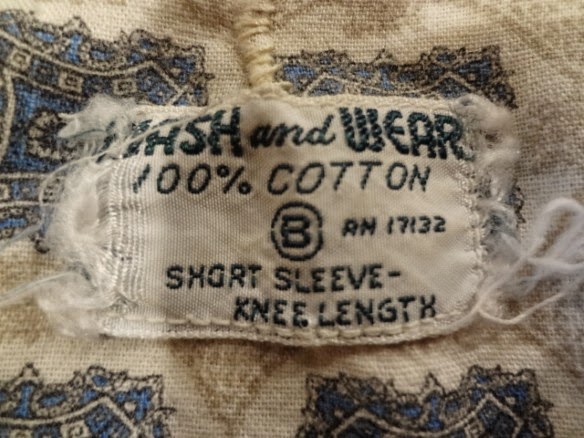 WASH and WEAR
100% COTTON
B RN 17132
SHORT SLEEVE-
KNEE LENGTH